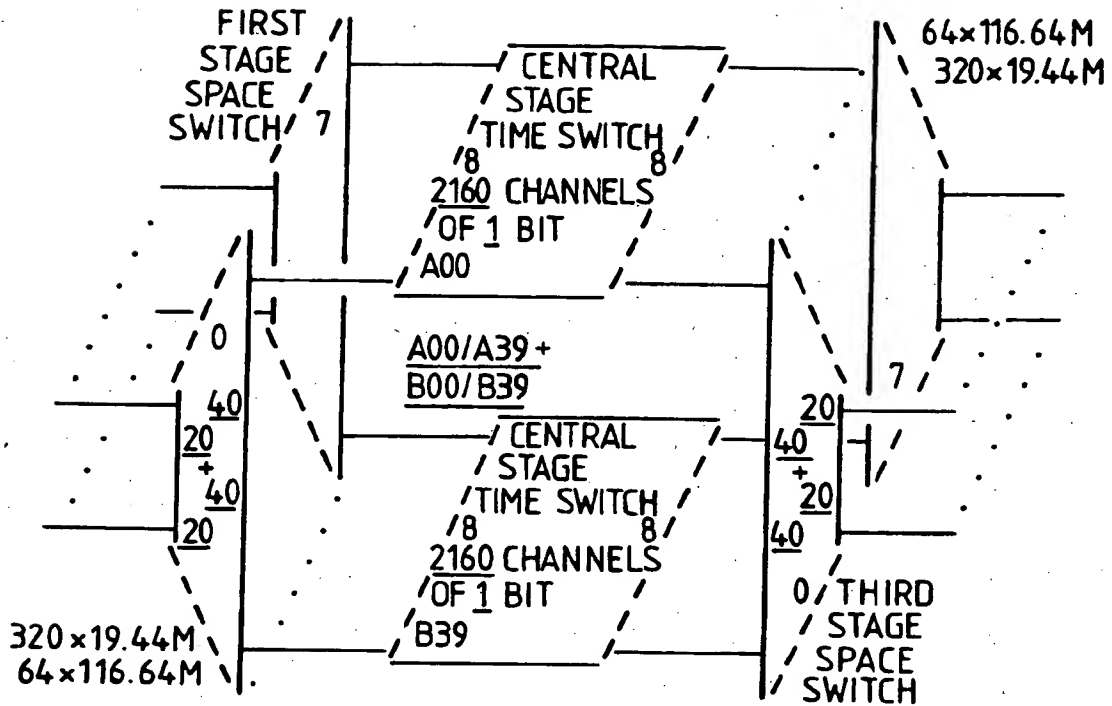 FIRST
STAGE
SPACE
SWITCH
7
CENTRAL
STAGE
TIME SWITCH
8
8
2160 CHANNELS
OF 1 BIT
A00
64×116.64M
320×19.44M
0
A00/A39 +
B00/B39
7
40
20
+
40
20
20
40
+
20
40
CENTRAL
STAGE
TIME SWITCH
8
8
2160 CHANNELS
OF 1 BIT
B39
320×19.44M
64×116.64M
0
THIRD
STAGE
SPACE
SWITCH